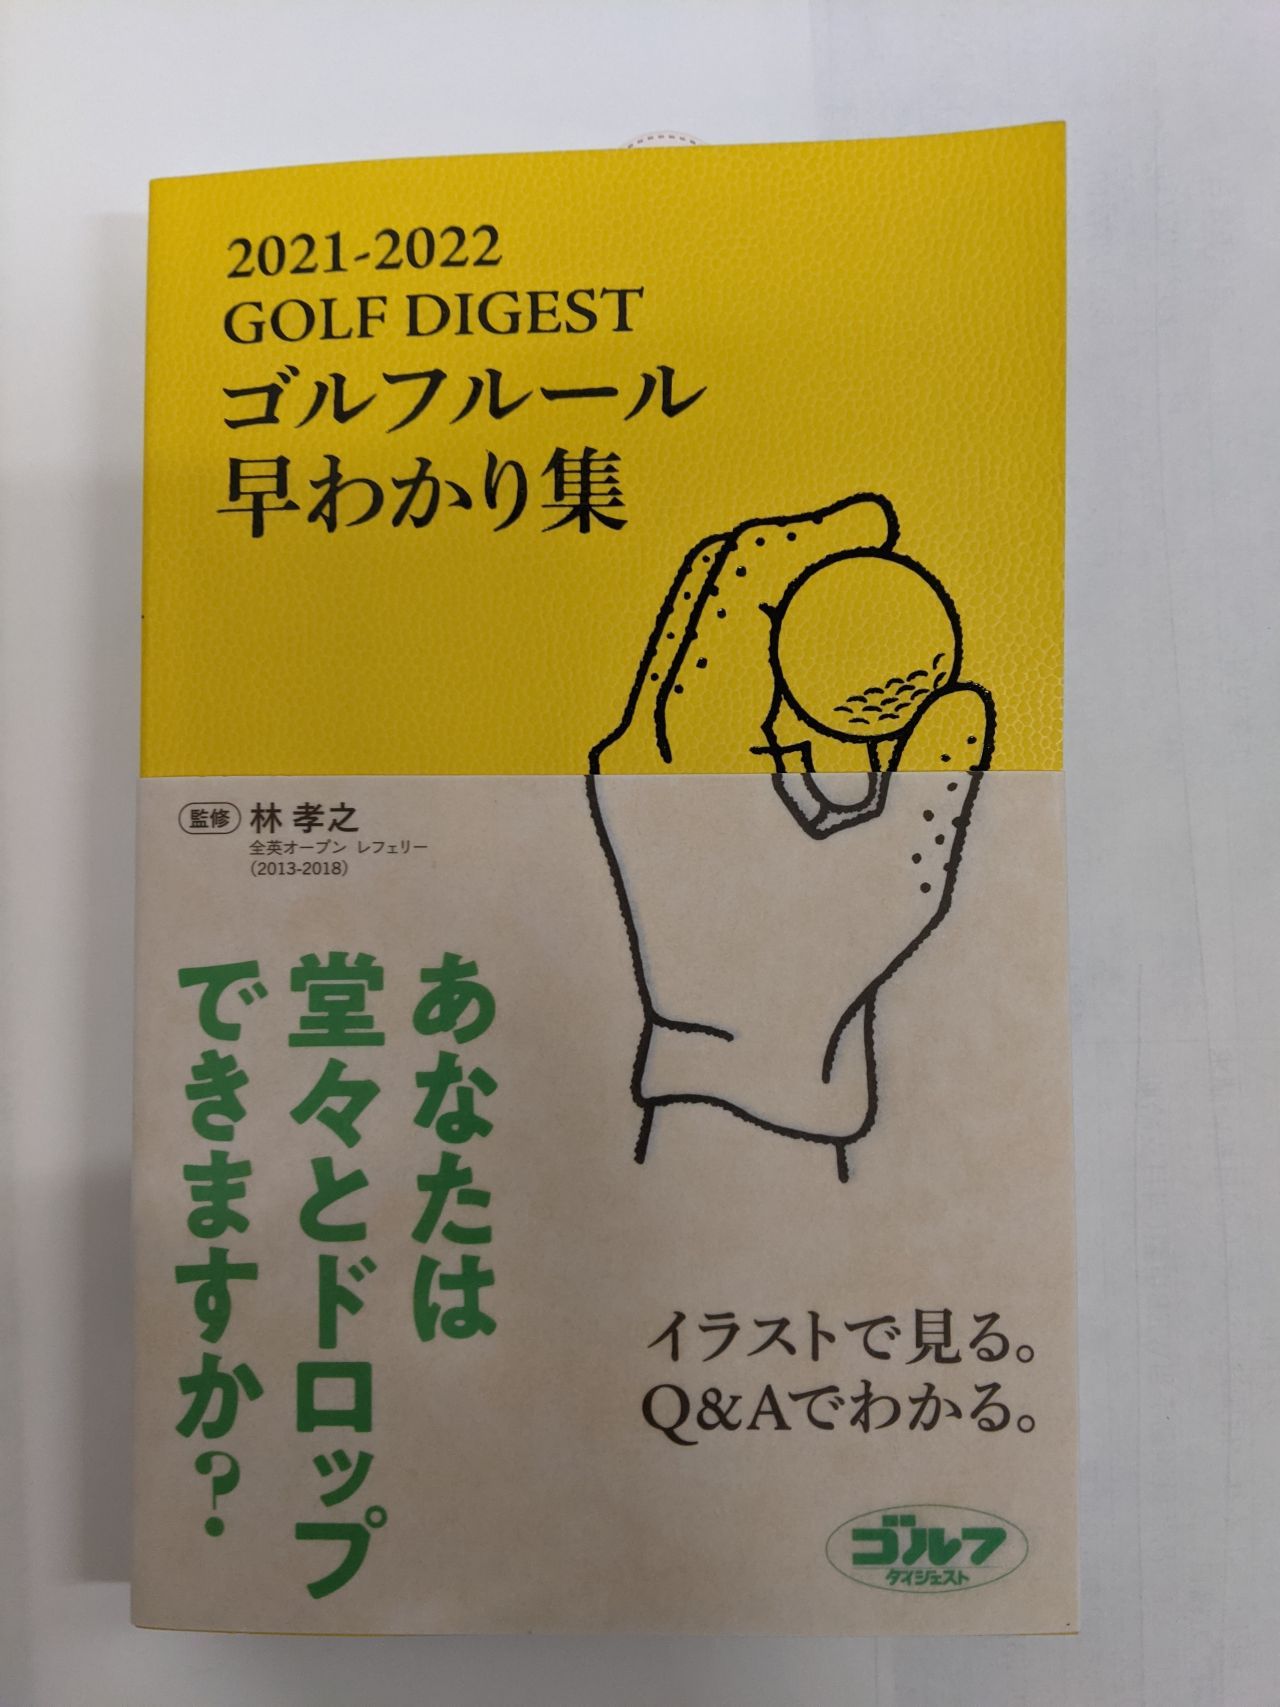 2021-2022
GOLF DIGEST
ゴルフルール
早わかり集
監修 林 孝之
全英オープン レフェリー
(2013-2018)
あなたは
堂々とドロップ
できますか?
イラストで見る。
Q&Aでわかる。
ゴルフ
ダイジェスト